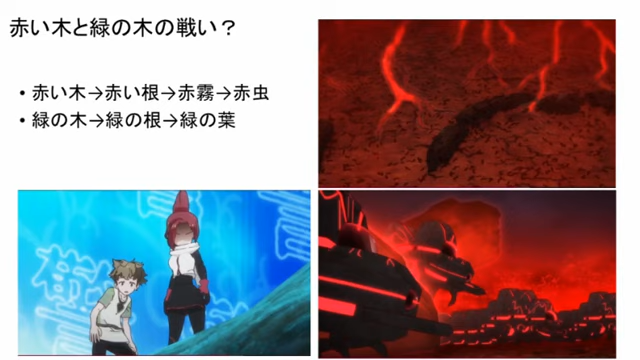 赤い木と緑の木の戦い？
• 赤い木→赤い根→赤霧→赤虫
• 緑の木→緑の根→緑の葉